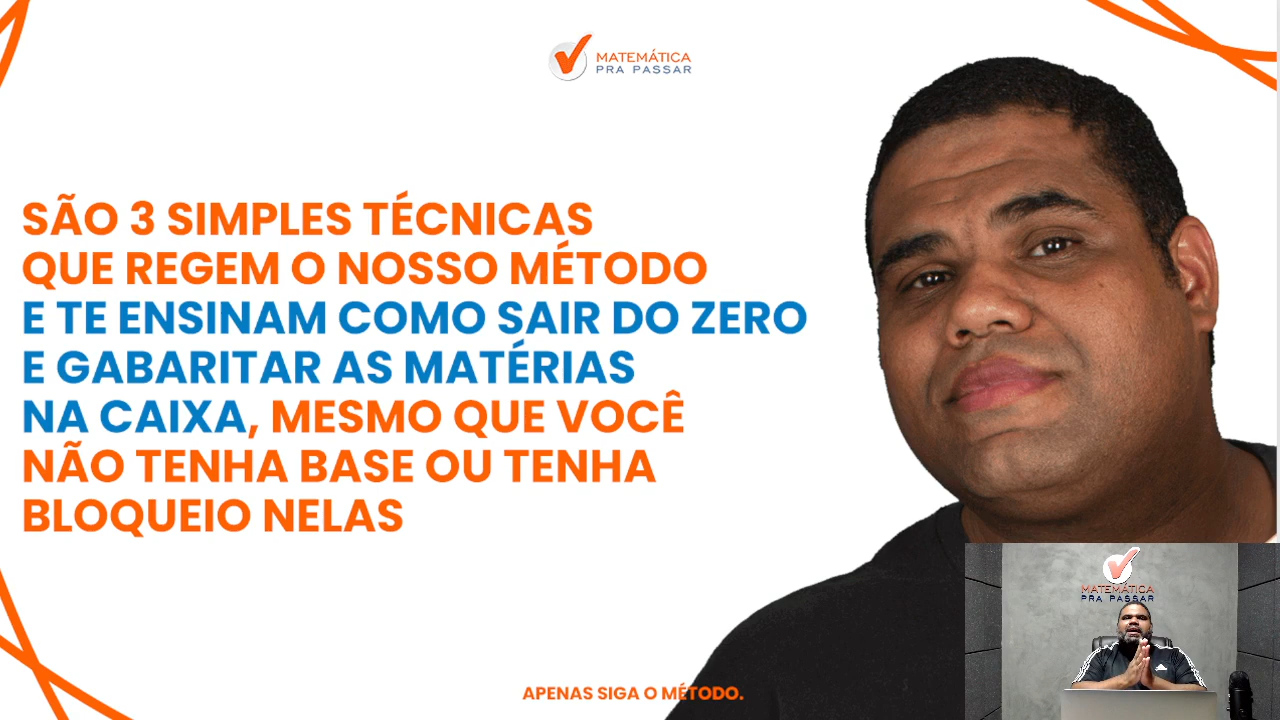 MATEMÁTICA
PRA PASSAR
SÃO 3 SIMPLES TÉCNICAS
QUE REGEM O NOSSO MÉTODO
E TE ENSINAM COMO SAIR DO ZERO
E GABARITAR AS MATÉRIAS
NA CAIXA, MESMO QUE VOCÊ
NÃO TENHA BASE OU TENHA
BLOQUEIO NELAS
MATEMÁTICA
PRA PASSAR
APENAS SIGA O MÉTODO.